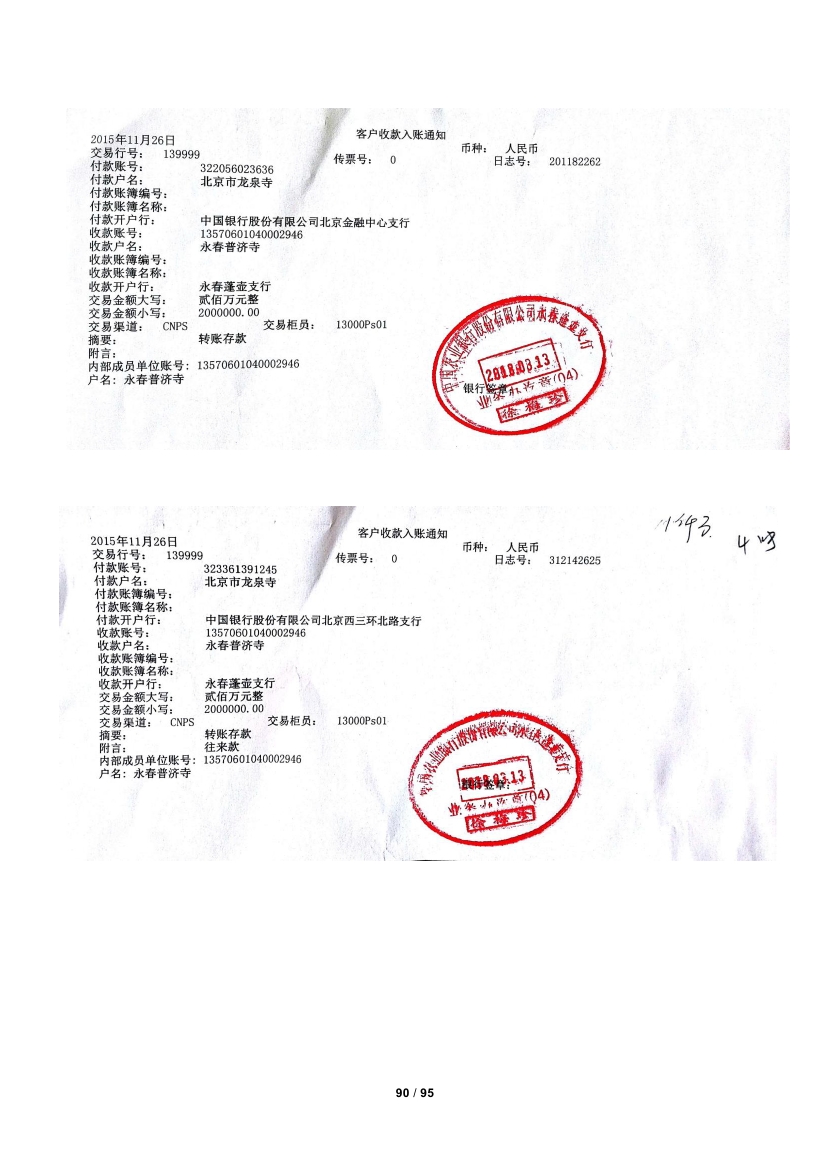 客户收款入账通知
2015年11月26日
币种： 人民币
交易行号： 139999
传票号： 0
日志号： 201182262
付款账号： 322056023636
付款户名： 北京市龙泉寺
付款账簿编号：
付款账簿名称：
付款开户行： 中国银行股份有限公司北京金融中心支行
收款账号： 13570601040002946
收款户名： 永春普济寺
收款账簿编号：
收款账簿名称：
收款开户行： 永春蓬壶支行
交易金额大写： 贰佰万元整
交易金额小写： 2000000.00
交易渠道： CNPS 交易柜员： 13000Ps01
摘要： 转账存款
附言：
内部成员单位账号: 13570601040002946
户名: 永春普济寺
中国农业银行股份有限公司永春蓬壶支行
2018.03.13
银行签章
(04)
客户收款入账通知
2015年11月26日
币种： 人民币
交易行号： 139999
传票号： 0
日志号： 312142625
付款账号： 323361391245
付款户名： 北京市龙泉寺
付款账簿编号：
付款账簿名称：
付款开户行： 中国银行股份有限公司北京西三环北路支行
收款账号： 13570601040002946
收款户名： 永春普济寺
收款账簿编号：
收款账簿名称：
收款开户行： 永春蓬壶支行
交易金额大写： 贰佰万元整
交易金额小写： 2000000.00
交易渠道： CNPS 交易柜员： 13000Ps01
摘要： 转账存款
附言： 往来款
内部成员单位账号: 13570601040002946
户名: 永春普济寺
中国农业银行股份有限公司永春蓬壶支行
2018.03.13
银行签章：
(04)
90 / 95